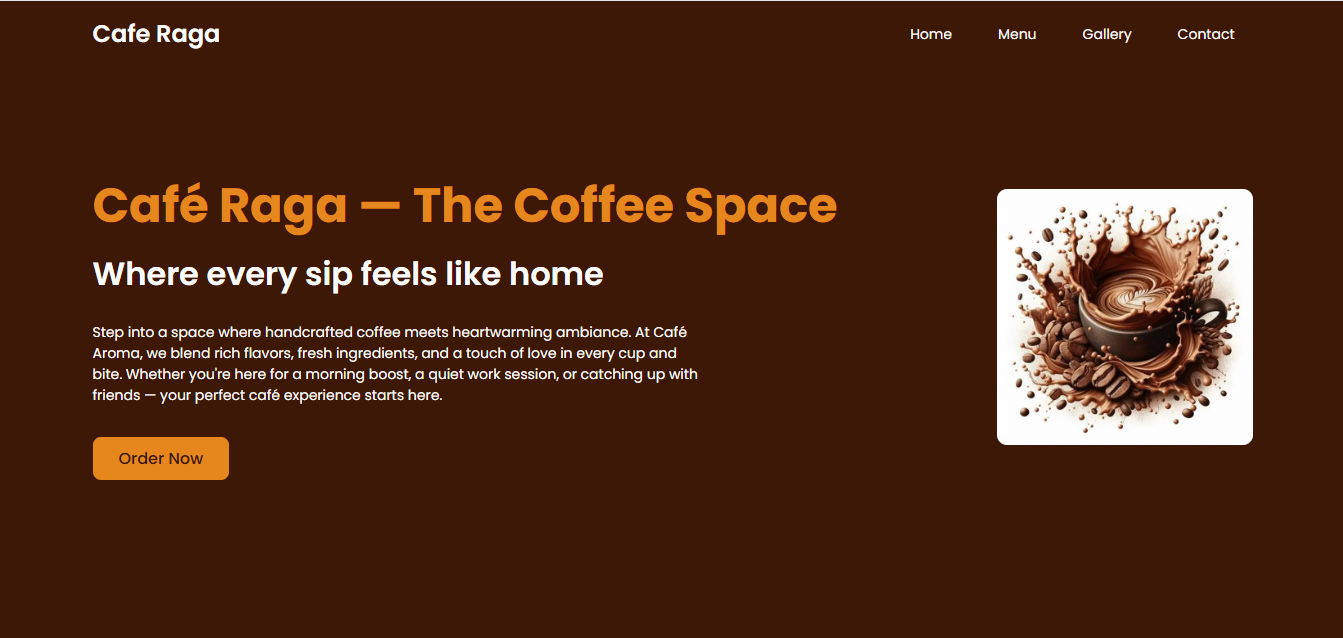 Cafe Raga
Home Menu Gallery Contact
Café Raga — The Coffee Space
Where every sip feels like home
Step into a space where handcrafted coffee meets heartwarming ambiance. At Café
Aroma, we blend rich flavors, fresh ingredients, and a touch of love in every cup and
bite. Whether you're here for a morning boost, a quiet work session, or catching up with
friends — your perfect café experience starts here.
Order Now